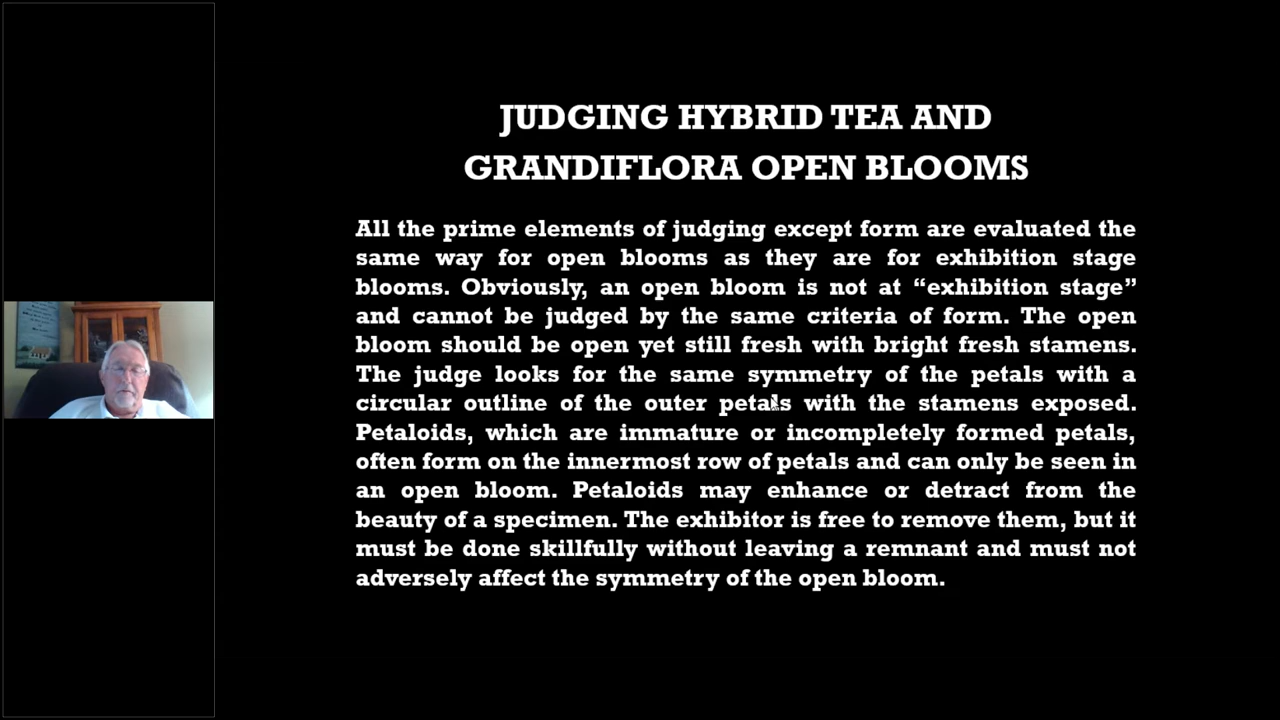 JUDGING HYBRID TEA AND
GRANDIFLORA OPEN BLOOMS
All the prime elements of judging except form are evaluated the
same way for open blooms as they are for exhibition stage
blooms. Obviously, an open bloom is not at “exhibition stage”
and cannot be judged by the same criteria of form. The open
bloom should be open yet still fresh with bright fresh stamens.
The judge looks for the same symmetry of the petals with a
circular outline of the outer petals with the stamens exposed.
Petaloids, which are immature or incompletely formed petals,
often form on the innermost row of petals and can only be seen in
an open bloom. Petaloids may enhance or detract from the
beauty of a specimen. The exhibitor is free to remove them, but it
must be done skillfully without leaving a remnant and must not
adversely affect the symmetry of the open bloom.